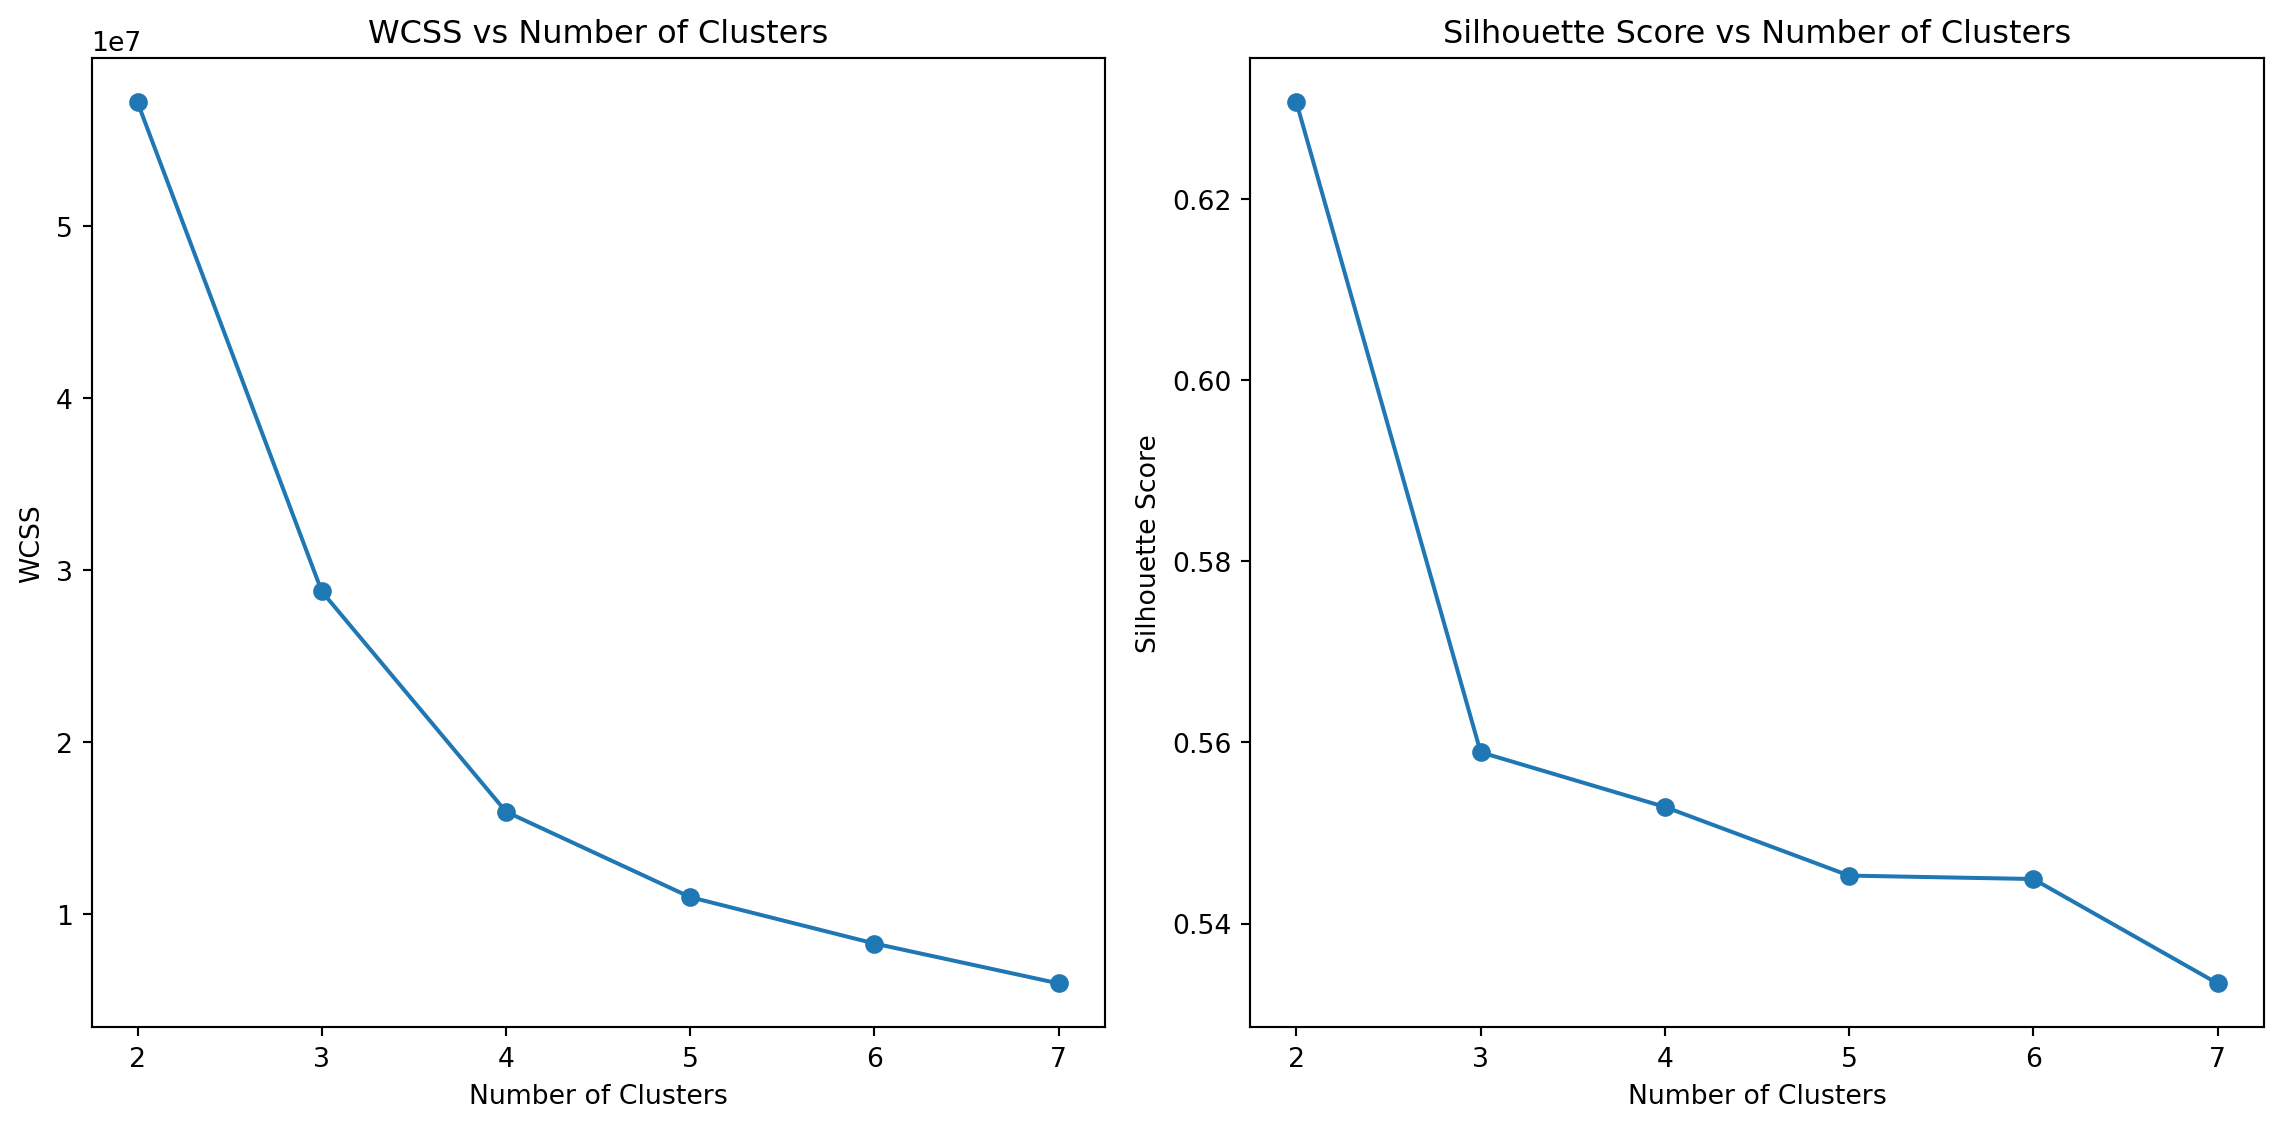 WCSS vs Number of Clusters
1e7
5
4
3
2
1
WCSS
2 3 4 5 6 7
Number of Clusters
Silhouette Score vs Number of Clusters
0.62
0.60
0.58
0.56
0.54
Silhouette Score
2 3 4 5 6 7
Number of Clusters